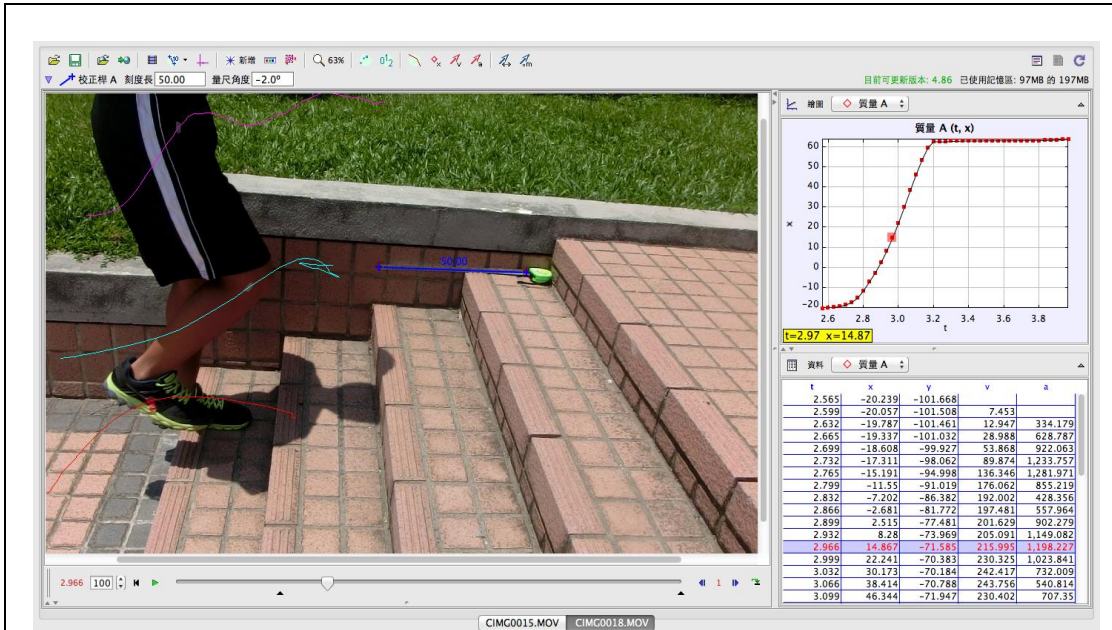 新增 63%
校正桿 A 刻度長 50.00 量尺角度 -2.0°
目前可更新版本: 4.86 已使用記憶區: 97MB 的 197MB
50.00
繪圖 質量 A
質量 A (t, x)
60
50
40
30
20
10
0
-10
-20
x
2.6 2.8 3.0 3.2 3.4 3.6 3.8
t
t=2.97 x=14.87
資料 質量 A
t x y v a
2.565 -20.239 -101.668
2.599 -20.057 -101.508 7.453
2.632 -19.787 -101.461 12.947 334.179
2.665 -19.337 -101.032 28.988 628.787
2.699 -18.608 -99.927 53.868 922.063
2.732 -17.311 -98.062 89.874 1,233.757
2.765 -15.191 -94.998 136.346 1,281.971
2.799 -11.55 -91.019 176.062 855.219
2.832 -7.202 -86.382 192.002 428.356
2.866 -2.681 -81.772 197.481 557.964
2.899 2.515 -77.481 201.629 902.279
2.932 8.28 -73.969 205.091 1,149.082
2.966 14.867 -71.585 215.995 1,198.227
2.999 22.241 -70.383 230.325 1,023.841
3.032 30.173 -70.184 242.417 732.009
3.066 38.414 -70.788 243.756 540.814
3.099 46.344 -71.947 230.402 707.35
2.966 100 1
CIMG0015.MOV CIMG0018.MOV